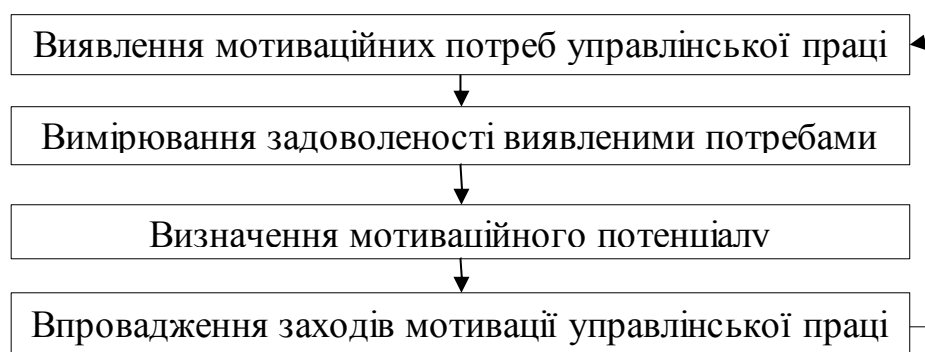 Виявлення мотиваційних потреб управлінської праці
Вимірювання задоволеності виявленими потребами
Визначення мотиваційного потенціалу
Впровадження заходів мотивації управлінської праці